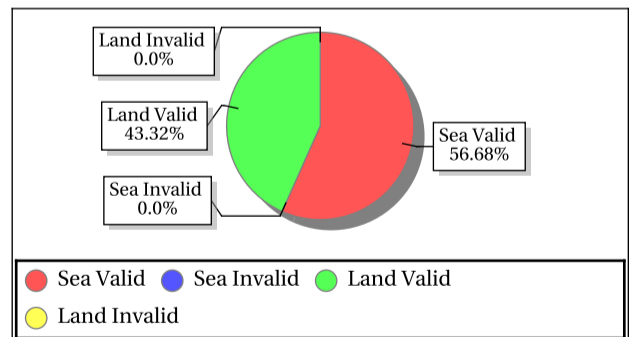 Land Invalid
0.0%
Land Valid
43.32%
Sea Valid
56.68%
Sea Invalid
0.0%
Sea Valid Sea Invalid Land Valid
Land Invalid